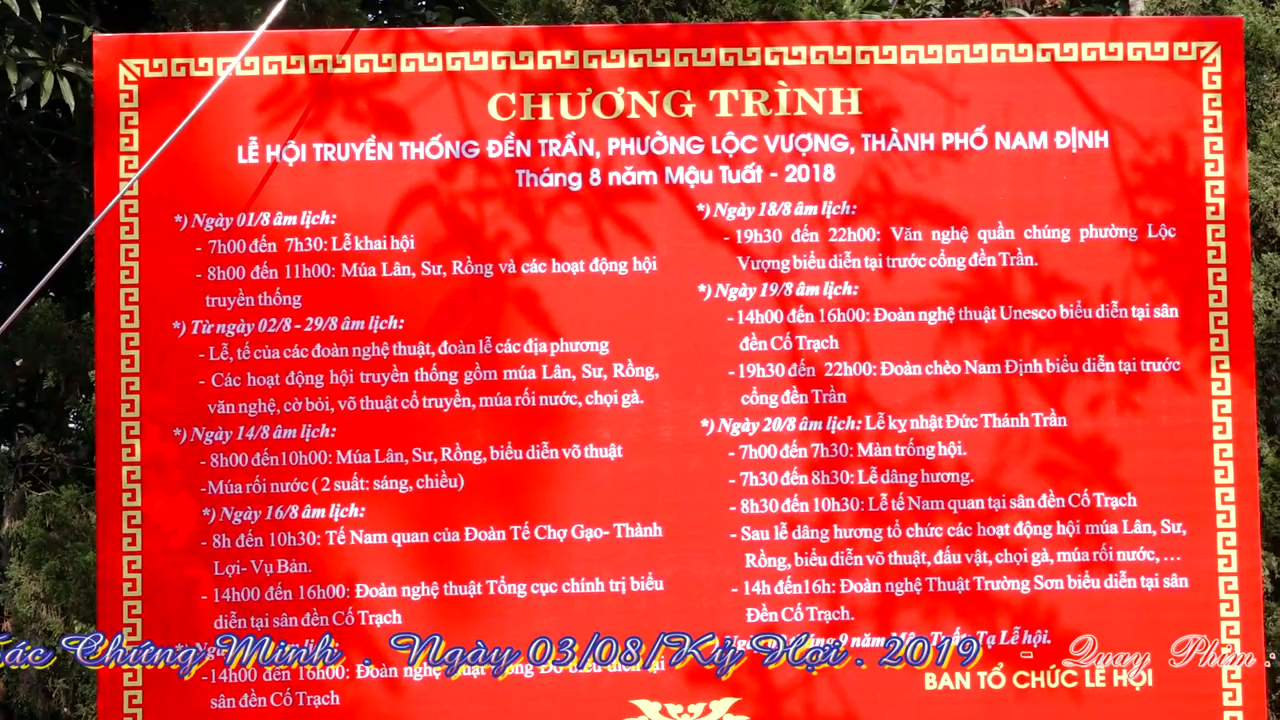 CHƯƠNG TRÌNH
LỄ HỘI TRUYỀN THỐNG ĐỀN TRẦN, PHƯỜNG LỘC VƯỢNG, THÀNH PHỐ NAM ĐỊNH
Tháng 8 năm Mậu Tuất - 2018
*) Ngày 01/8 âm lịch:
- 7h00 đến 7h30: Lễ khai hội
- 8h00 đến 11h00: Múa Lân, Sư, Rồng và các hoạt động hội
truyền thống
*) Từ ngày 02/8 - 29/8 âm lịch:
- Lễ, tế của các đoàn nghệ thuật, đoàn lễ các địa phương
- Các hoạt động hội truyền thống gồm múa Lân, Sư, Rồng,
văn nghệ, cờ bỏi, võ thuật cổ truyền, múa rối nước, chọi gà.
*) Ngày 14/8 âm lịch:
- 8h00 đến10h00: Múa Lân, Sư, Rồng, biểu diễn võ thuật
-Múa rối nước ( 2 suất: sáng, chiều)
*) Ngày 16/8 âm lịch:
- 8h đến 10h30: Tế Nam quan của Đoàn Tế Chợ Gạo- Thành
Lợi- Vụ Bản.
- 14h00 đến 16h00: Đoàn nghệ thuật Tổng cục chính trị biểu
diễn tại sân đền Cố Trạch
-14h00 đến 16h00: Đoàn nghệ thuật biểu diễn tại
sân đền Cố Trạch
*) Ngày 18/8 âm lịch:
- 19h30 đến 22h00: Văn nghệ quần chúng phường Lộc
Vượng biểu diễn tại trước cổng đền Trần.
*) Ngày 19/8 âm lịch:
- 14h00 đến 16h00: Đoàn nghệ thuật Unesco biểu diễn tại sân
đền Cố Trạch
- 19h30 đến 22h00: Đoàn chèo Nam Định biểu diễn tại trước
cổng đền Trần
*) Ngày 20/8 âm lịch: Lễ kỵ nhật Đức Thánh Trần
- 7h00 đến 7h30: Màn trống hội.
- 7h30 đến 8h30: Lễ dâng hương.
- 8h30 đến 10h30: Lễ tế Nam quan tại sân đền Cố Trạch
- Sau lễ dâng hương tổ chức các hoạt động hội múa Lân, Sư,
Rồng, biểu diễn võ thuật, đấu vật, chọi gà, múa rối nước, ...
- 14h đến16h: Đoàn nghệ Thuật Trường Sơn biểu diễn tại sân
Đền Cố Trạch.
Tạ Lễ hội.
BAN TỔ CHỨC LỄ HỘI
Chứng Minh . Ngày 03/08/Kỷ Hợi . 2019 - Quay Phim .